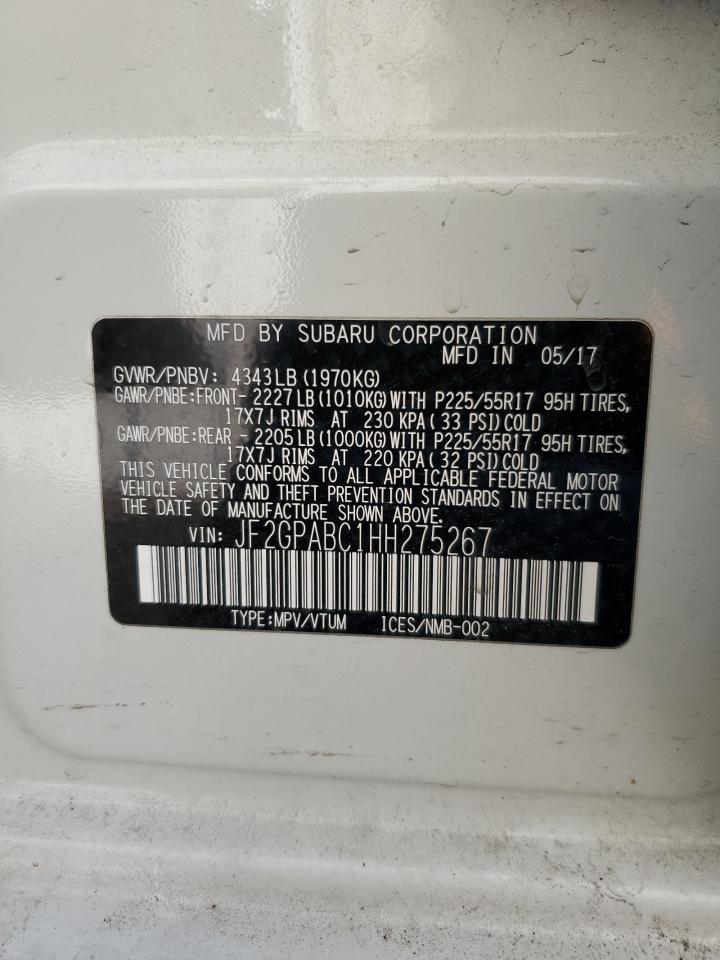 MFD BY SUBARU CORPORATION
MFD IN 05/17
GVWR/PNBV: 4343LB (1970KG)
GAWR/PNBE:FRONT- 2227 LB (1010KG) WITH P225/55R17 95H TIRES,
17X7J RIMS AT 230 KPA ( 33 PSI) COLD
GAWR/PNBE:REAR - 2205 LB (1000KG) WITH P225/55R17 95H TIRES,
17X7J RIMS AT 220 KPA ( 32 PSI) COLD
THIS VEHICLE CONFORMS TO ALL APPLICABLE FEDERAL MOTOR
VEHICLE SAFETY AND THEFT PREVENTION STANDARDS IN EFFECT ON
THE DATE OF MANUFACTURE SHOWN ABOVE.
VIN: JF2GPABC1HH275267
TYPE:MPV/VTUM ICES/NMB-002